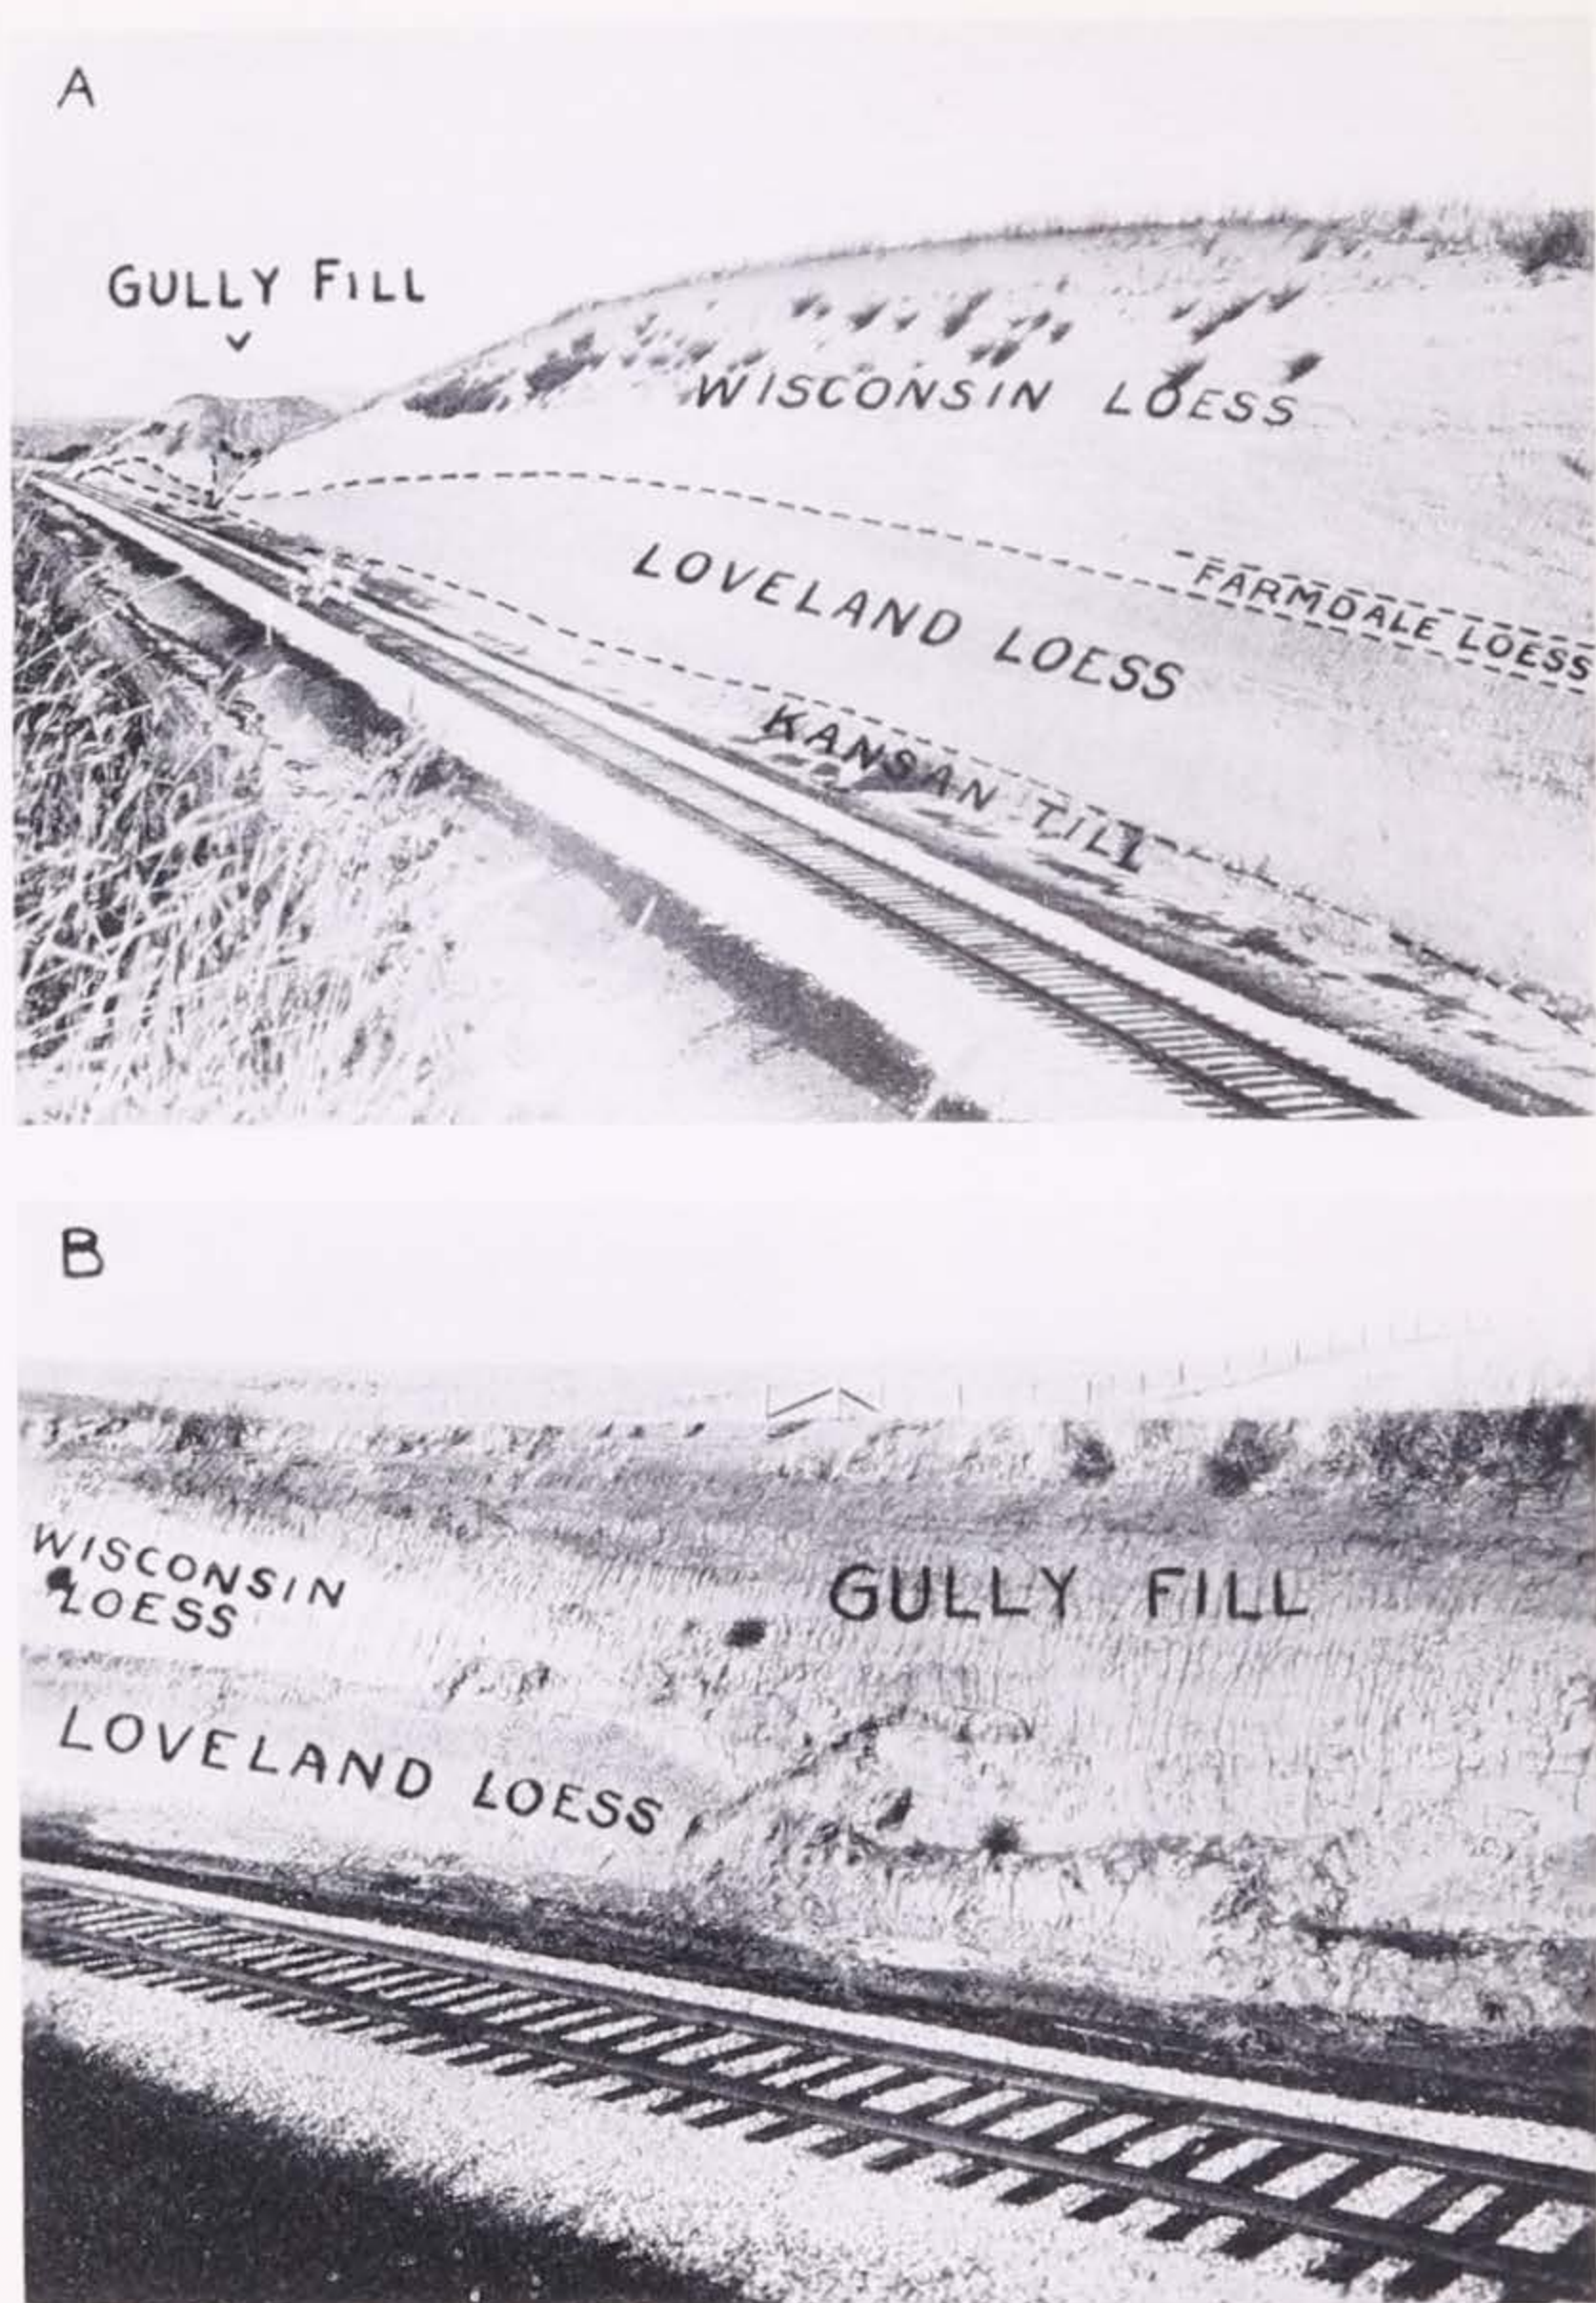 A
GULLY FILL
WISCONSIN LOESS
FARMDALE LOESS
LOVELAND LOESS
KANSAN TILL
B
WISCONSIN
LOESS
GULLY FILL
LOVELAND LOESS